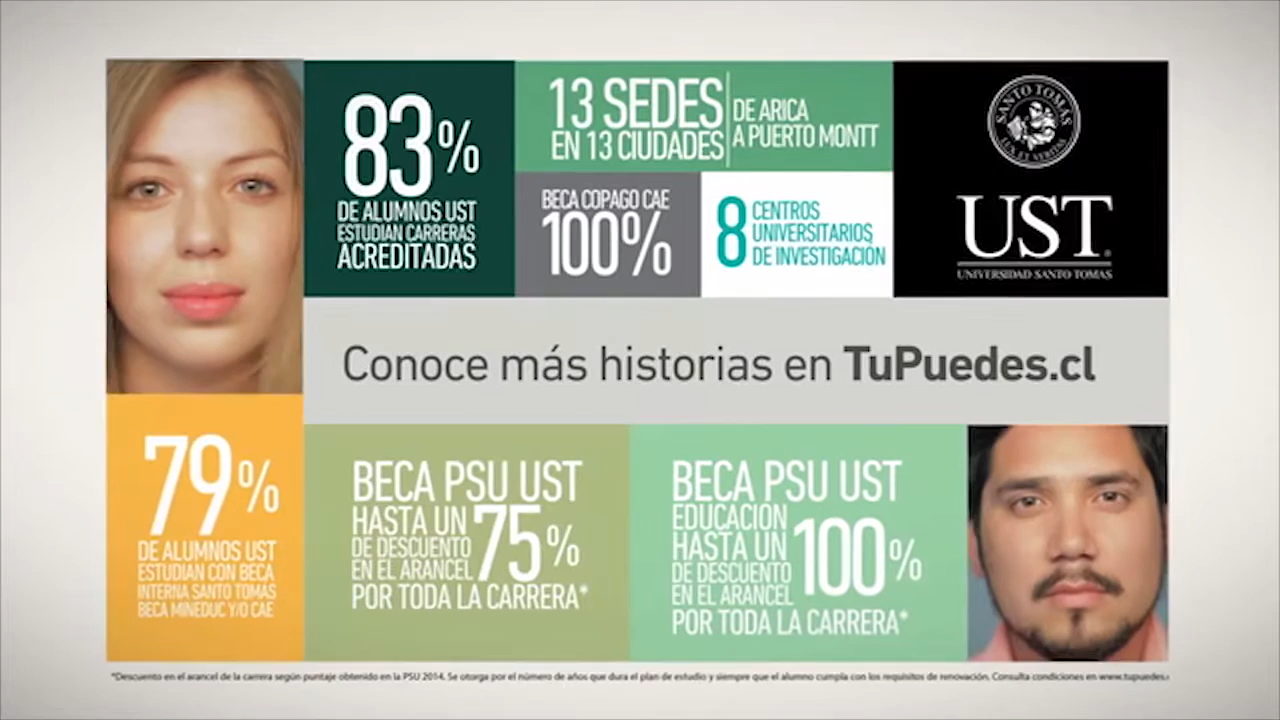 83%
DE ALUMNOS UST
ESTUDIAN CARRERAS
ACREDITADAS
13 SEDES
EN 13 CIUDADES
DE ARICA
A PUERTO MONTT
BECA COPAGO CAE
100%
8
CENTROS
UNIVERSITARIOS
DE INVESTIGACIÓN
SANTO TOMAS
LUX ET VERITAS
UST®
UNIVERSIDAD SANTO TOMAS
Conoce más historias en TuPuedes.cl
79%
DE ALUMNOS UST
ESTUDIAN CON BECA
INTERNA SANTO TOMAS
BECA MINEDUC Y/O CAE
BECA PSU UST
HASTA UN
DE DESCUENTO
EN EL ARANCEL
75%
POR TODA LA CARRERA*
BECA PSU UST
EDUCACIÓN
HASTA UN
DE DESCUENTO
EN EL ARANCEL
100%
POR TODA LA CARRERA*
*Descuento en el arancel de la carrera según puntaje obtenido en la PSU 2014. Se otorga por el número de años que dura el plan de estudio y siempre que el alumno cumpla con los requisitos de renovación. Consulta condiciones en www.tupuedes.